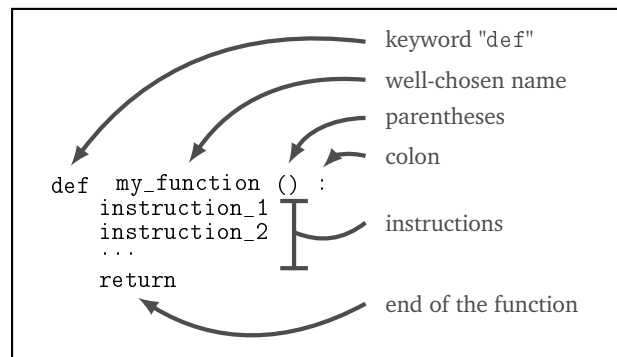 keyword "def"
well-chosen name
parentheses
colon
def my_function () :
instruction_1
instruction_2
...
return
instructions
end of the function